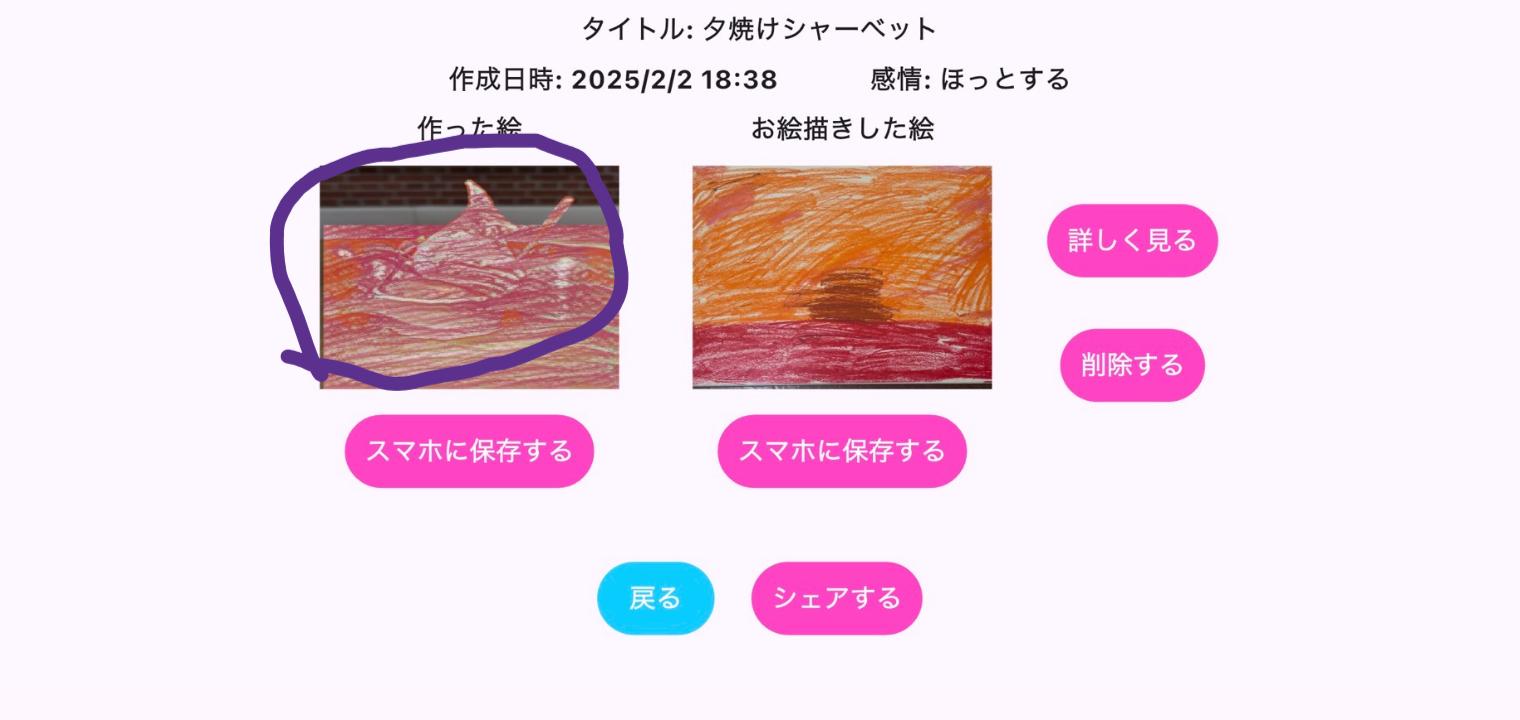 タイトル: 夕焼けシャーベット
作成日時: 2025/2/2 18:38 感情: ほっとする
作った絵 お絵描きした絵
詳しく見る
削除する
スマホに保存する スマホに保存する
戻る シェアする